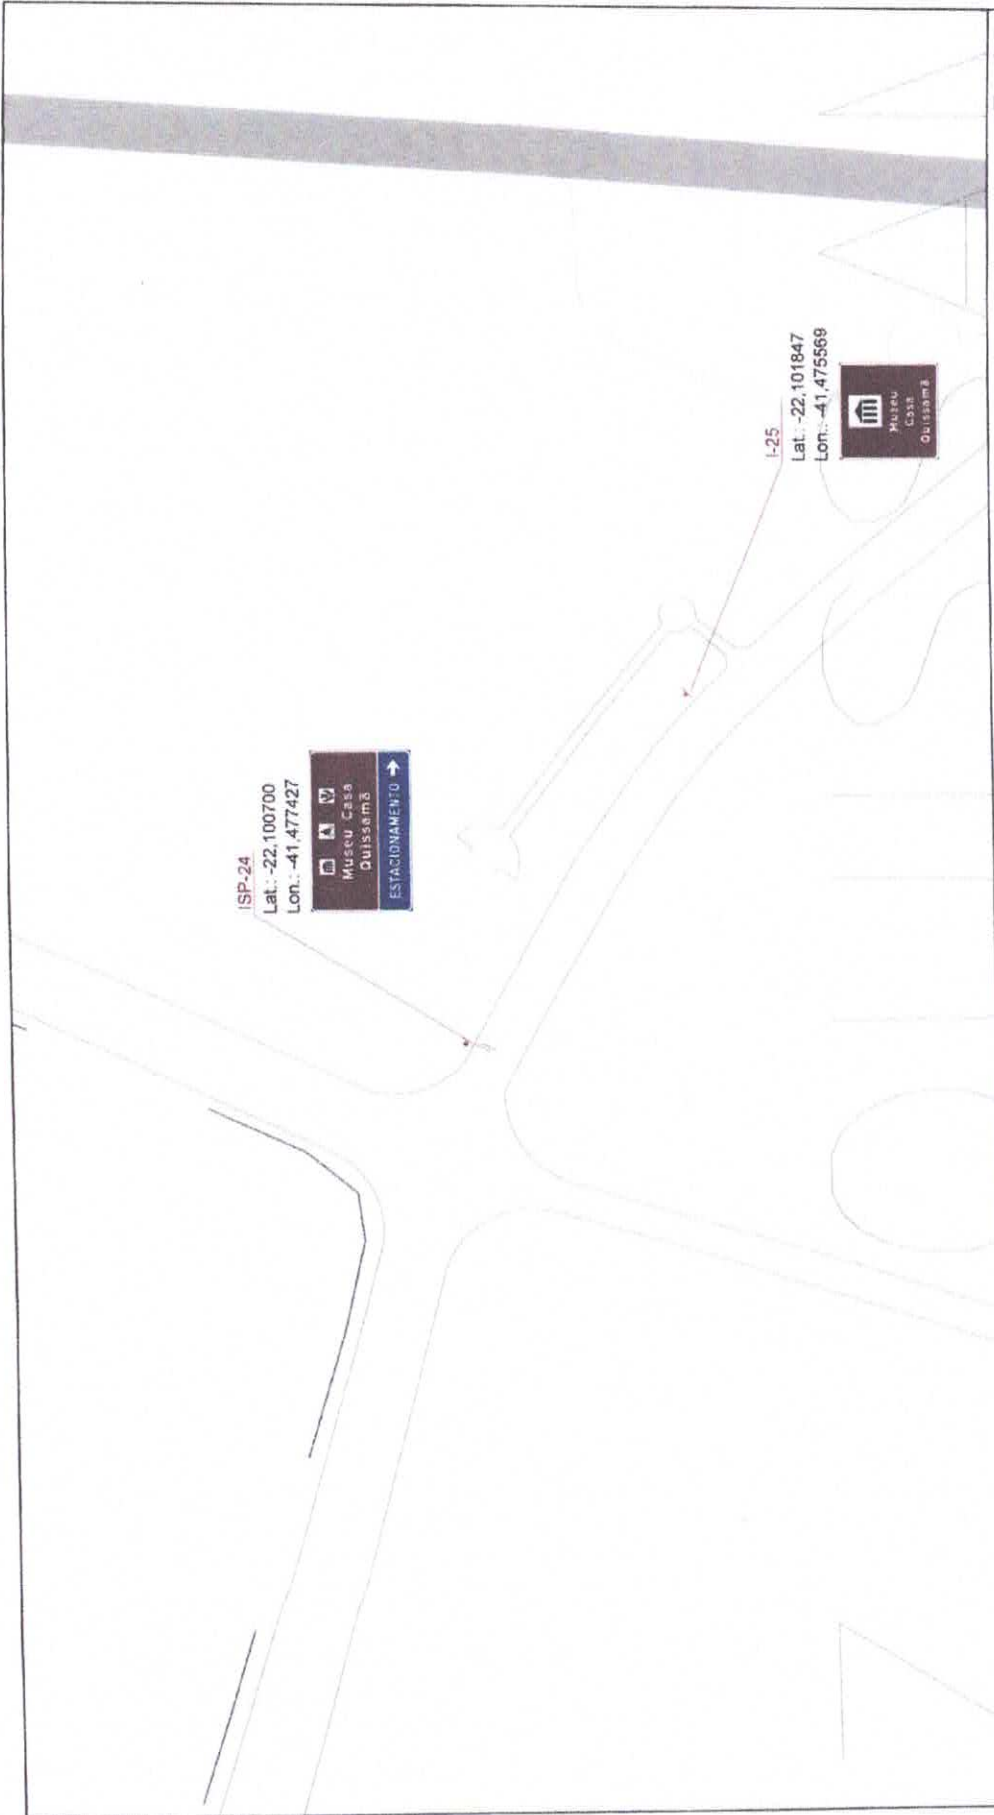 ISP-24
Lat.: -22,100700
Lon.: -41,477427
Museu Casa
Quissamã
ESTACIONAMENTO
I-25
Lat.: -22,101847
Lon.: -41,475569
Museu
Casa
Quissamã